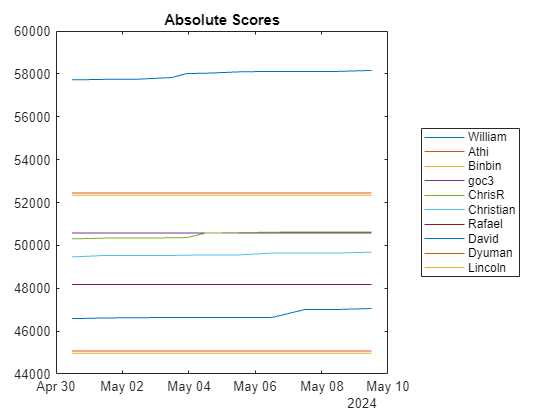 Absolute Scores
60000
58000
56000
54000
52000
50000
48000
46000
44000
Apr 30
May 02
May 04
May 06
May 08
May 10
2024
William
Athi
Binbin
goc3
ChrisR
Christian
Rafael
David
Dyuman
Lincoln